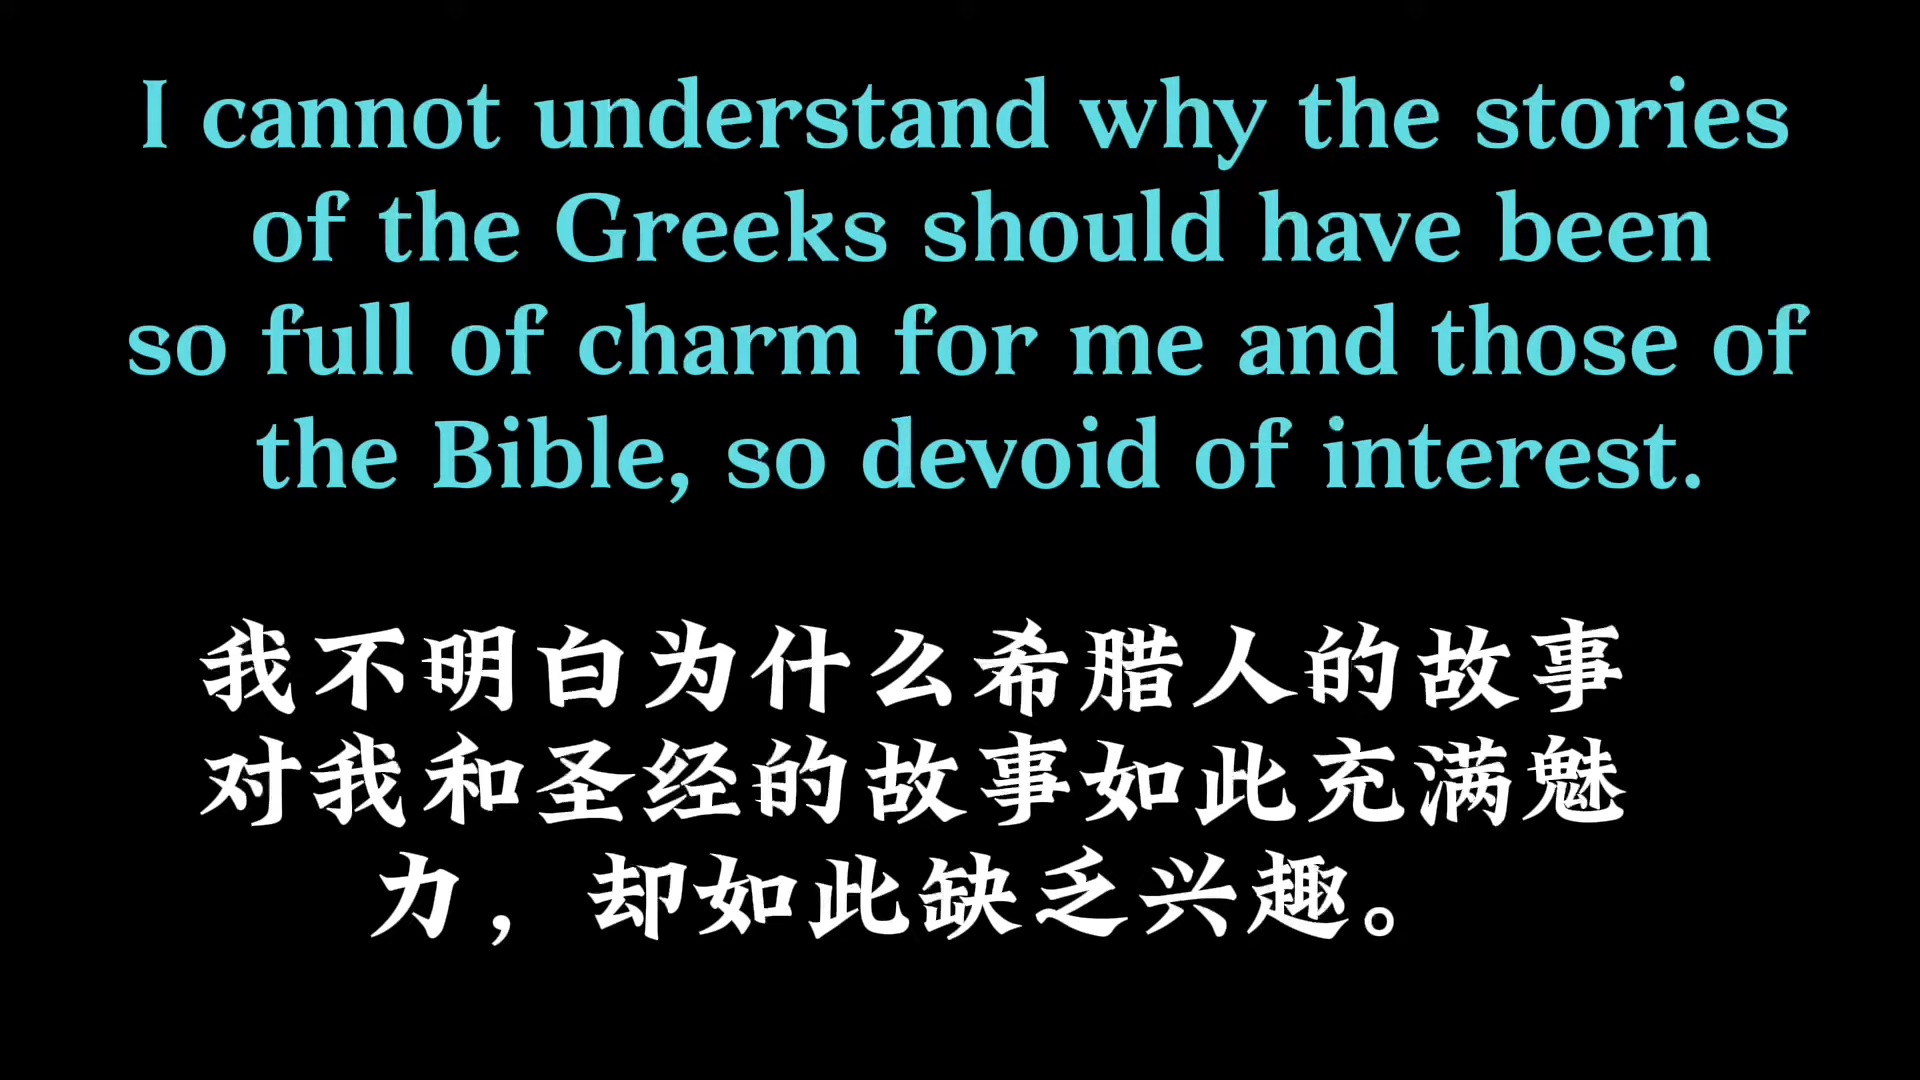 I cannot understand why the stories
of the Greeks should have been
so full of charm for me and those of
the Bible, so devoid of interest.
我不明白为什么希腊人的故事
对我和圣经的故事如此充满魅
力，却如此缺乏兴趣。